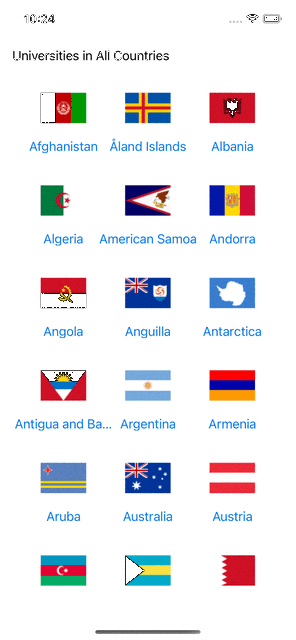 10:24
Universities in All Countries
Afghanistan Åland Islands Albania
Algeria American Samoa Andorra
Angola Anguilla Antarctica
Antigua and Ba... Argentina Armenia
Aruba Australia Austria